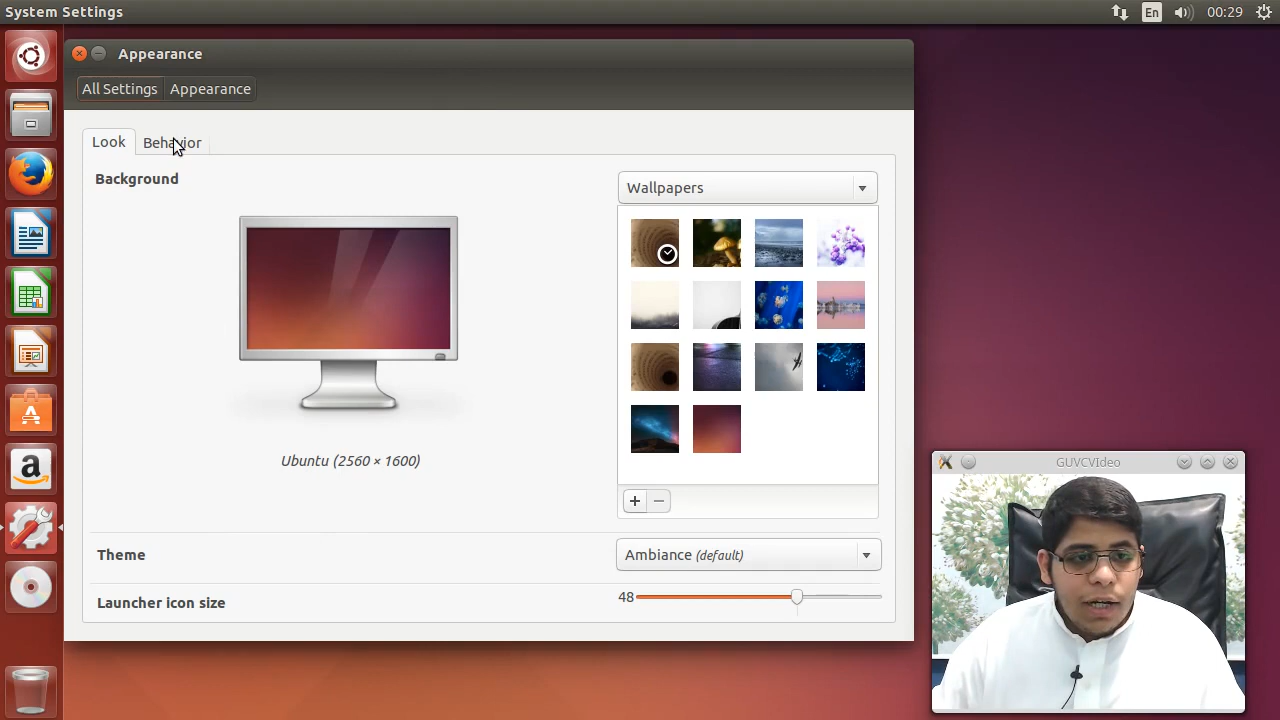 System Settings
En
00:29
Appearance
All Settings
Appearance
Look
Behavior
Background
Wallpapers
Ubuntu (2560 × 1600)
Theme
Ambiance (default)
Launcher icon size
48
GUVCVIdeo